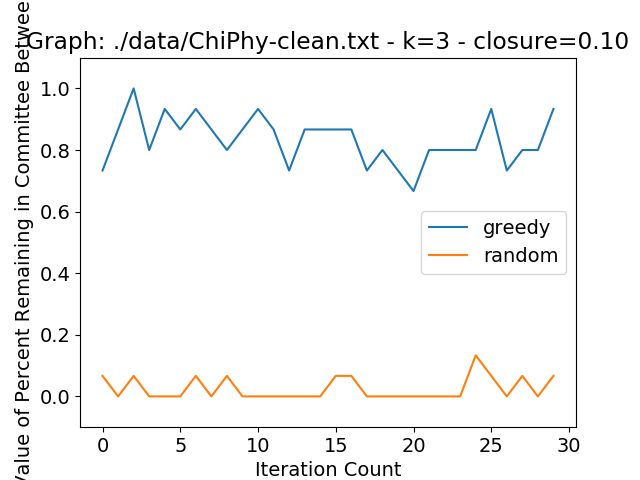 Graph: ./data/ChiPhy-clean.txt - k=3 - closure=0.10
Value of Percent Remaining in Committee Betwee
1.0
0.8
0.6
0.4
0.2
0.0
greedy
random
0 5 10 15 20 25 30
Iteration Count